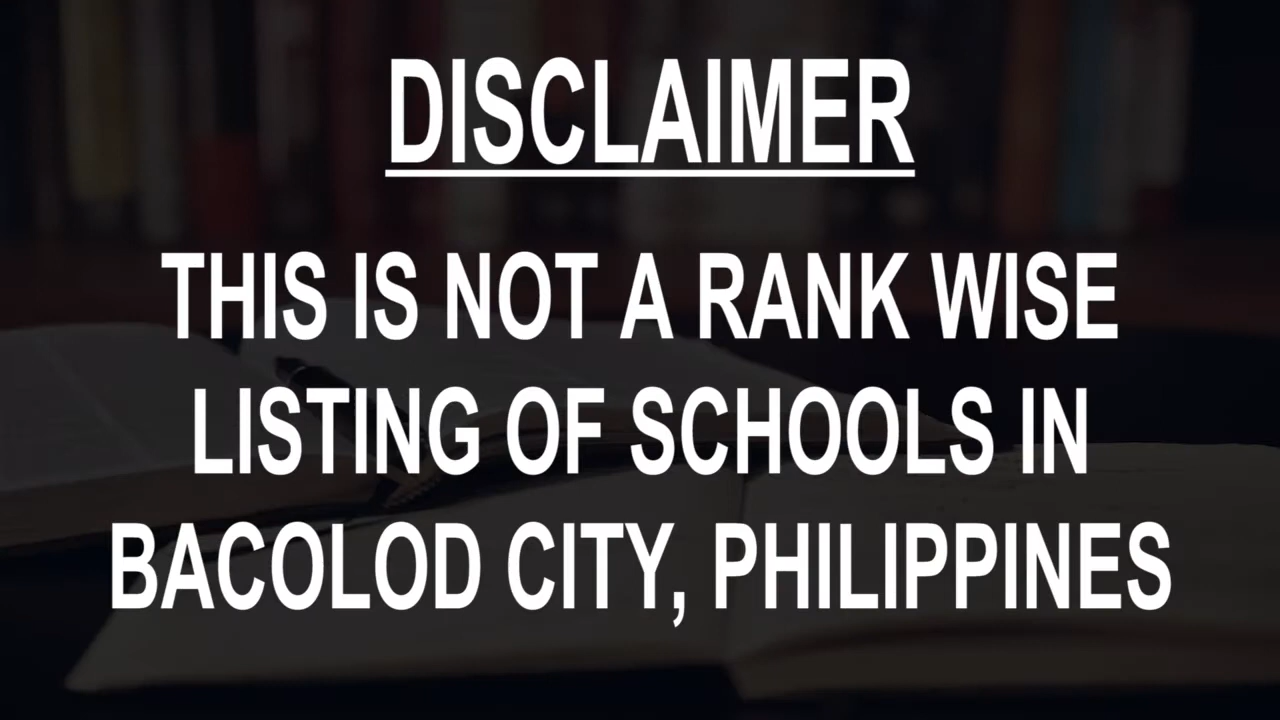 DISCLAIMER
THIS IS NOT A RANK WISE
LISTING OF SCHOOLS IN
BACOLOD CITY, PHILIPPINES